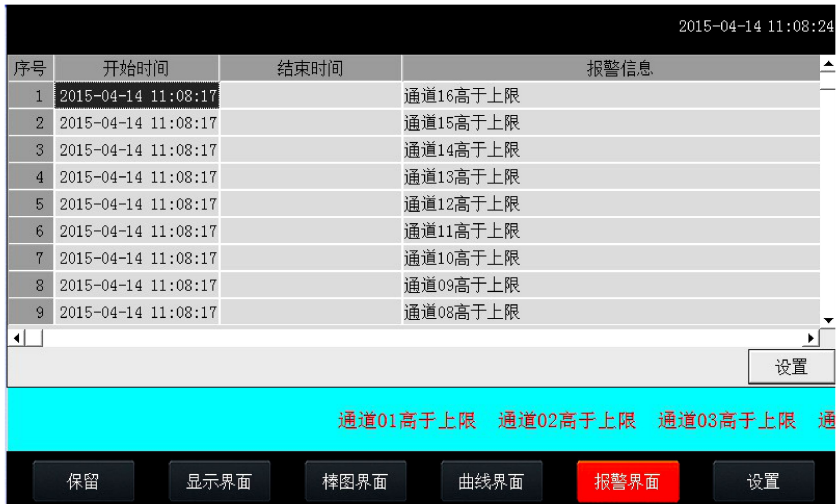 2015-04-14 11:08:24
序号 开始时间 结束时间 报警信息
1 2015-04-14 11:08:17 通道16高于上限
2 2015-04-14 11:08:17 通道15高于上限
3 2015-04-14 11:08:17 通道14高于上限
4 2015-04-14 11:08:17 通道13高于上限
5 2015-04-14 11:08:17 通道12高于上限
6 2015-04-14 11:08:17 通道11高于上限
7 2015-04-14 11:08:17 通道10高于上限
8 2015-04-14 11:08:17 通道09高于上限
9 2015-04-14 11:08:17 通道08高于上限
设置
通道01高于上限 通道02高于上限 通道03高于上限 通
保留 显示界面 棒图界面 曲线界面 报警界面 设置